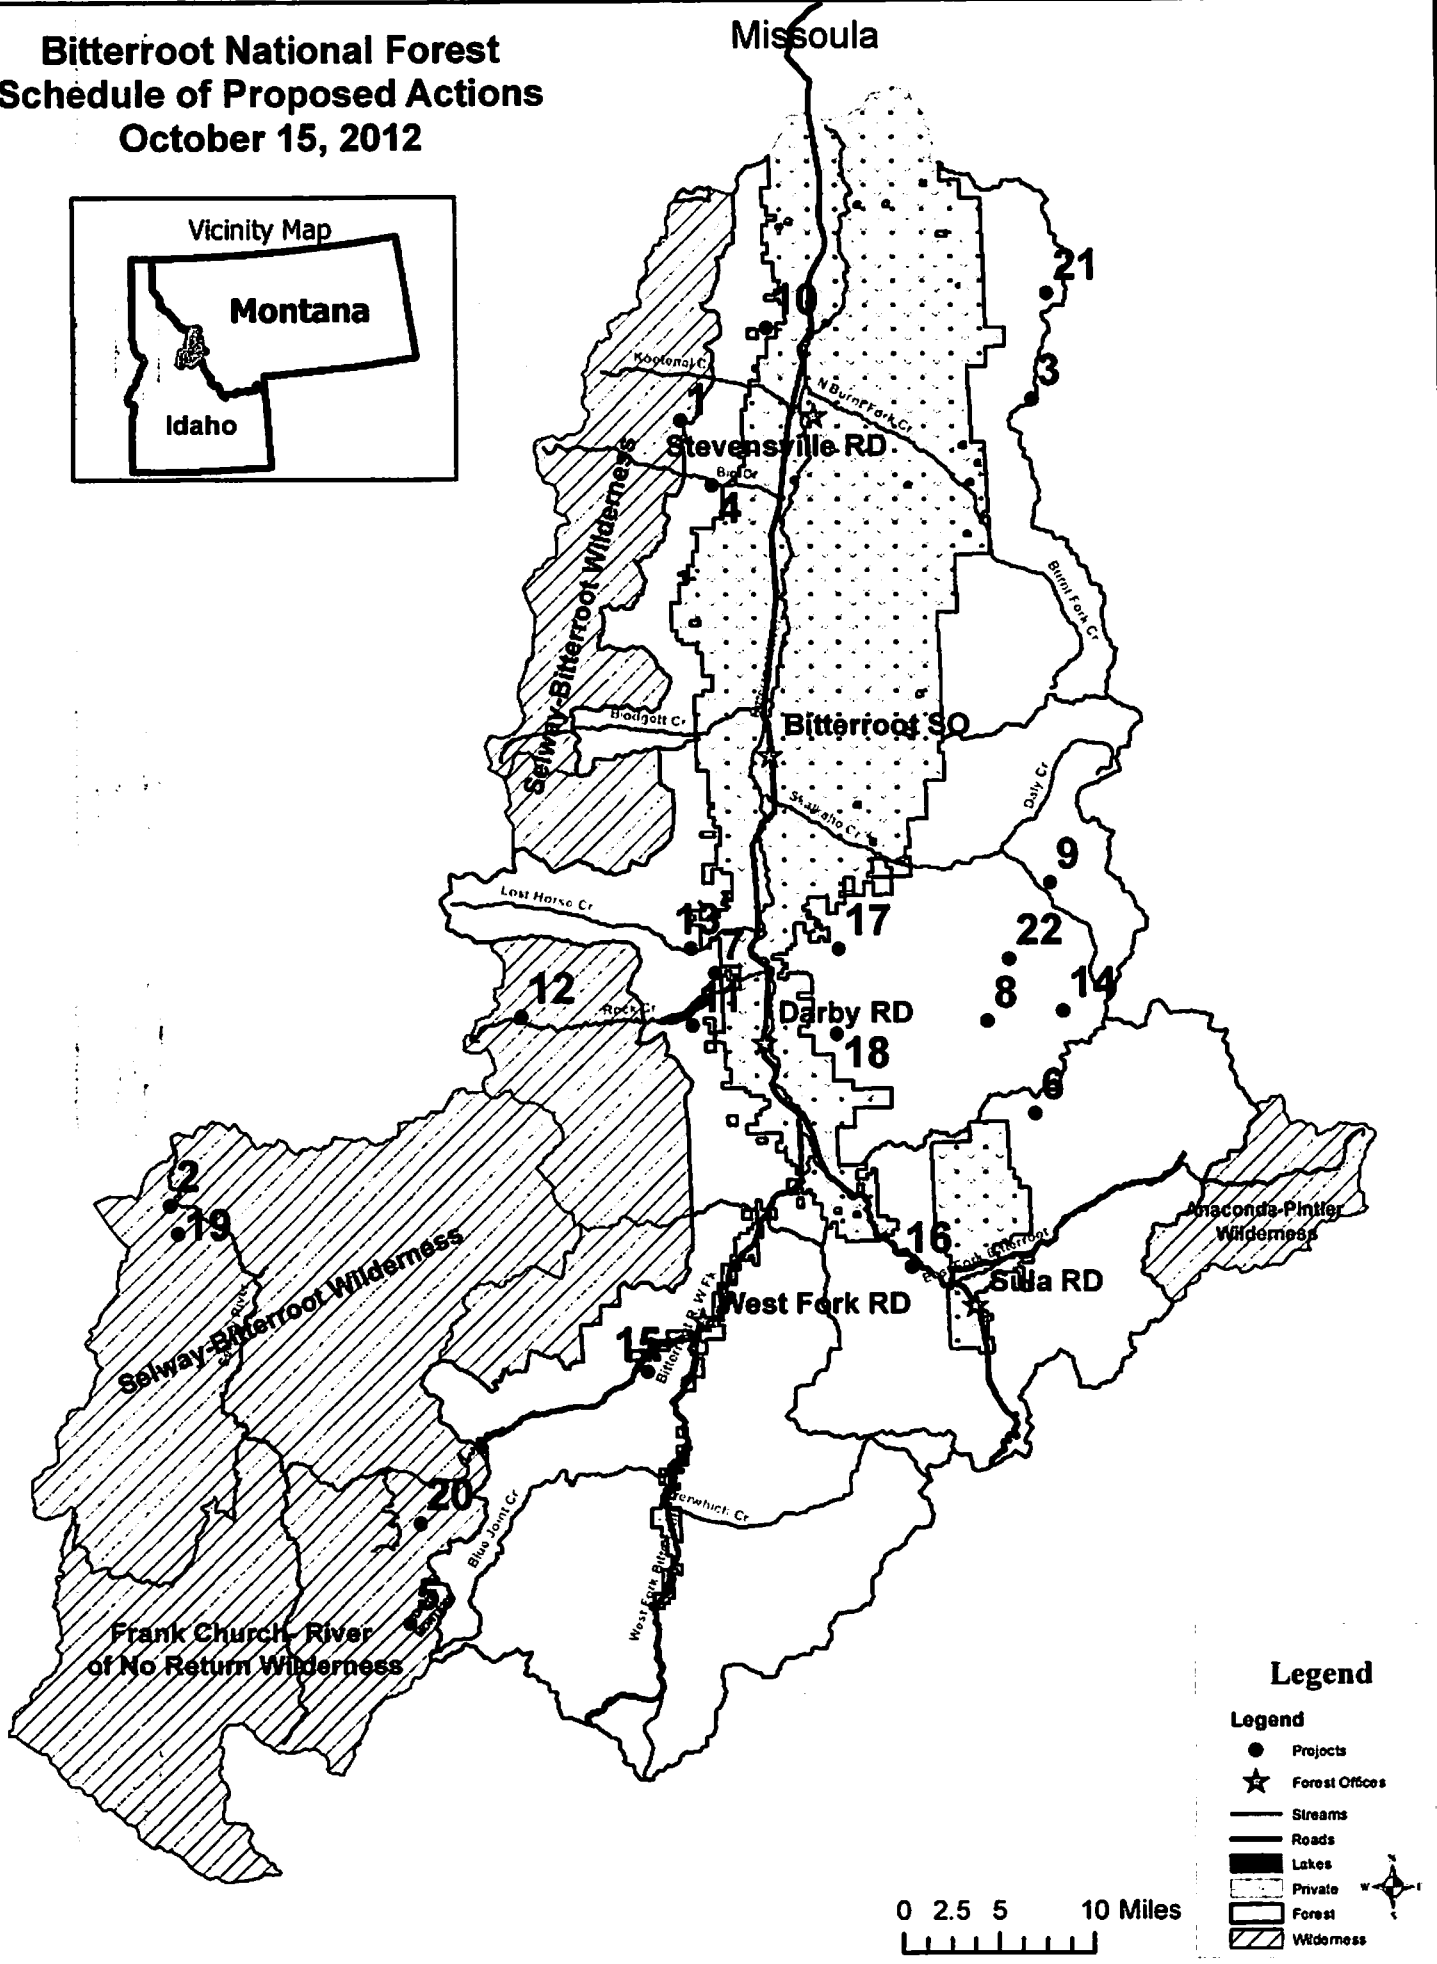 Missoula
Bitterroot National Forest
Schedule of Proposed Actions
October 15, 2012
Vicinity Map
Montana
Idaho
21
10
3
Kootenai C
N Burnt Fork Cr
1
Stevensville RD
Big Cr
4
Selway-Bitterroot Wilderness
Burnt Fork Cr
Blodgett Cr
Bitterroot SO
Daly Cr
Skalkaho Cr
9
Lost Horse Cr
13
17
7
22
12
11
8
14
Rock Cr
Darby RD
18
6
2
19
Anaconda-Pintler
Wilderness
16
East Fork Bitterroot
Sula RD
Selway-Bitterroot Wilderness
West Fork RD
Bitterroot R. W Fk
15
20
Blue Joint Cr
5
West Fork
Frank Church- River
of No Return Wilderness
Legend
Legend
Projects
Forest Offices
Streams
Roads
Lakes
Private
Forest
Wilderness
0 2.5 5 10 Miles